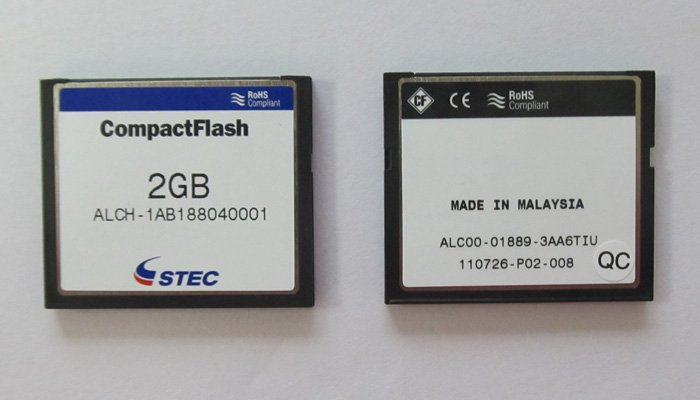 RoHS
Compliant
CompactFlash
2GB
ALCH-1AB188040001
STEC
CF CE RoHS
Compliant
MADE IN MALAYSIA
ALC00-01889-3AA6TIU
110726-P02-008
QC